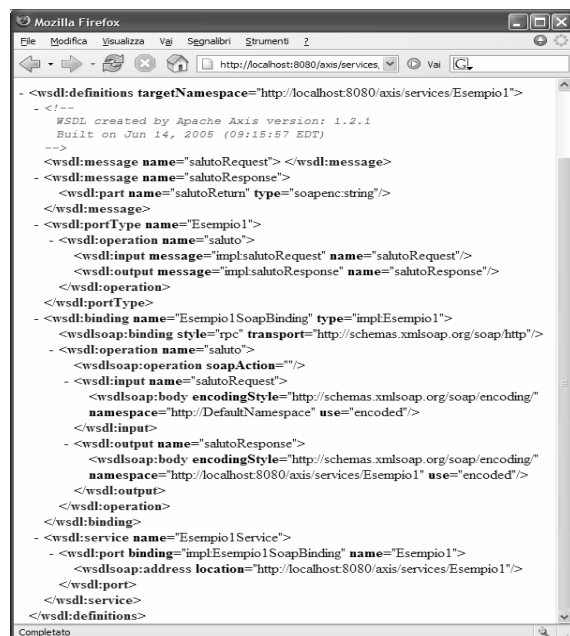 Mozilla Firefox
File Modifica Visualizza Vai Segnalibri Strumenti ?
http://localhost:8080/axis/services, Vai G
- <wsdl:definitions targetNamespace="http://localhost:8080/axis/services/Esempio1">
- <!--
WSDL created by Apache Axis version: 1.2.1
Built on Jun 14, 2005 (09:15:57 EDT)
-->
<wsdl:message name="salutoRequest"> </wsdl:message>
- <wsdl:message name="salutoResponse">
<wsdl:part name="salutoReturn" type="soapenc:string"/>
</wsdl:message>
- <wsdl:portType name="Esempio1">
- <wsdl:operation name="saluto">
<wsdl:input message="impl:salutoRequest" name="salutoRequest"/>
<wsdl:output message="impl:salutoResponse" name="salutoResponse"/>
</wsdl:operation>
</wsdl:portType>
- <wsdl:binding name="Esempio1SoapBinding" type="impl:Esempio1">
<wsdlsoap:binding style="rpc" transport="http://schemas.xmlsoap.org/soap/http"/>
- <wsdl:operation name="saluto">
<wsdlsoap:operation soapAction=""/>
- <wsdl:input name="salutoRequest">
<wsdlsoap:body encodingStyle="http://schemas.xmlsoap.org/soap/encoding/"
namespace="http://DefaultNamespace" use="encoded"/>
</wsdl:input>
- <wsdl:output name="salutoResponse">
<wsdlsoap:body encodingStyle="http://schemas.xmlsoap.org/soap/encoding/"
namespace="http://localhost:8080/axis/services/Esempio1" use="encoded"/>
</wsdl:output>
</wsdl:operation>
</wsdl:binding>
- <wsdl:service name="Esempio1Service">
- <wsdl:port binding="impl:Esempio1SoapBinding" name="Esempio1">
<wsdlsoap:address location="http://localhost:8080/axis/services/Esempio1"/>
</wsdl:port>
</wsdl:service>
</wsdl:definitions>
Completato